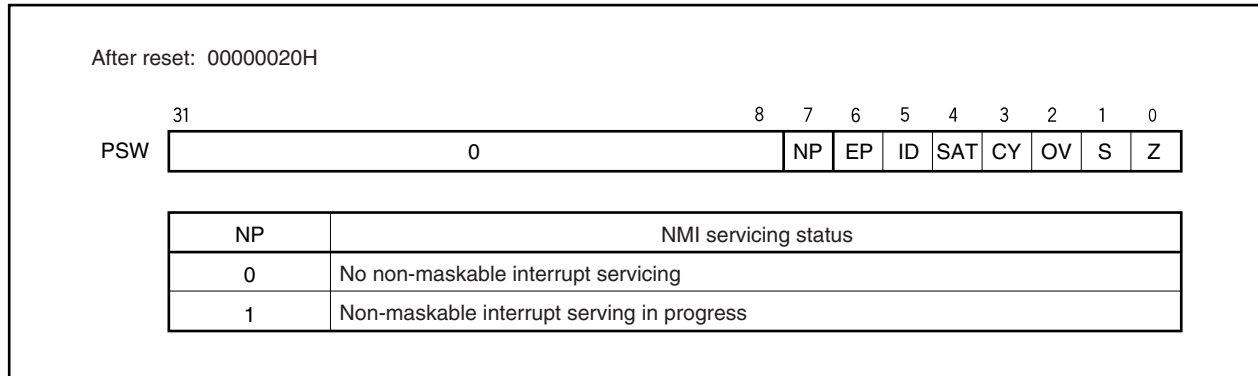 After reset: 00000020H
31 8 7 6 5 4 3 2 1 0
PSW 0 NP EP ID SAT CY OV S Z
NP NMI servicing status
0 No non-maskable interrupt servicing
1 Non-maskable interrupt serving in progress